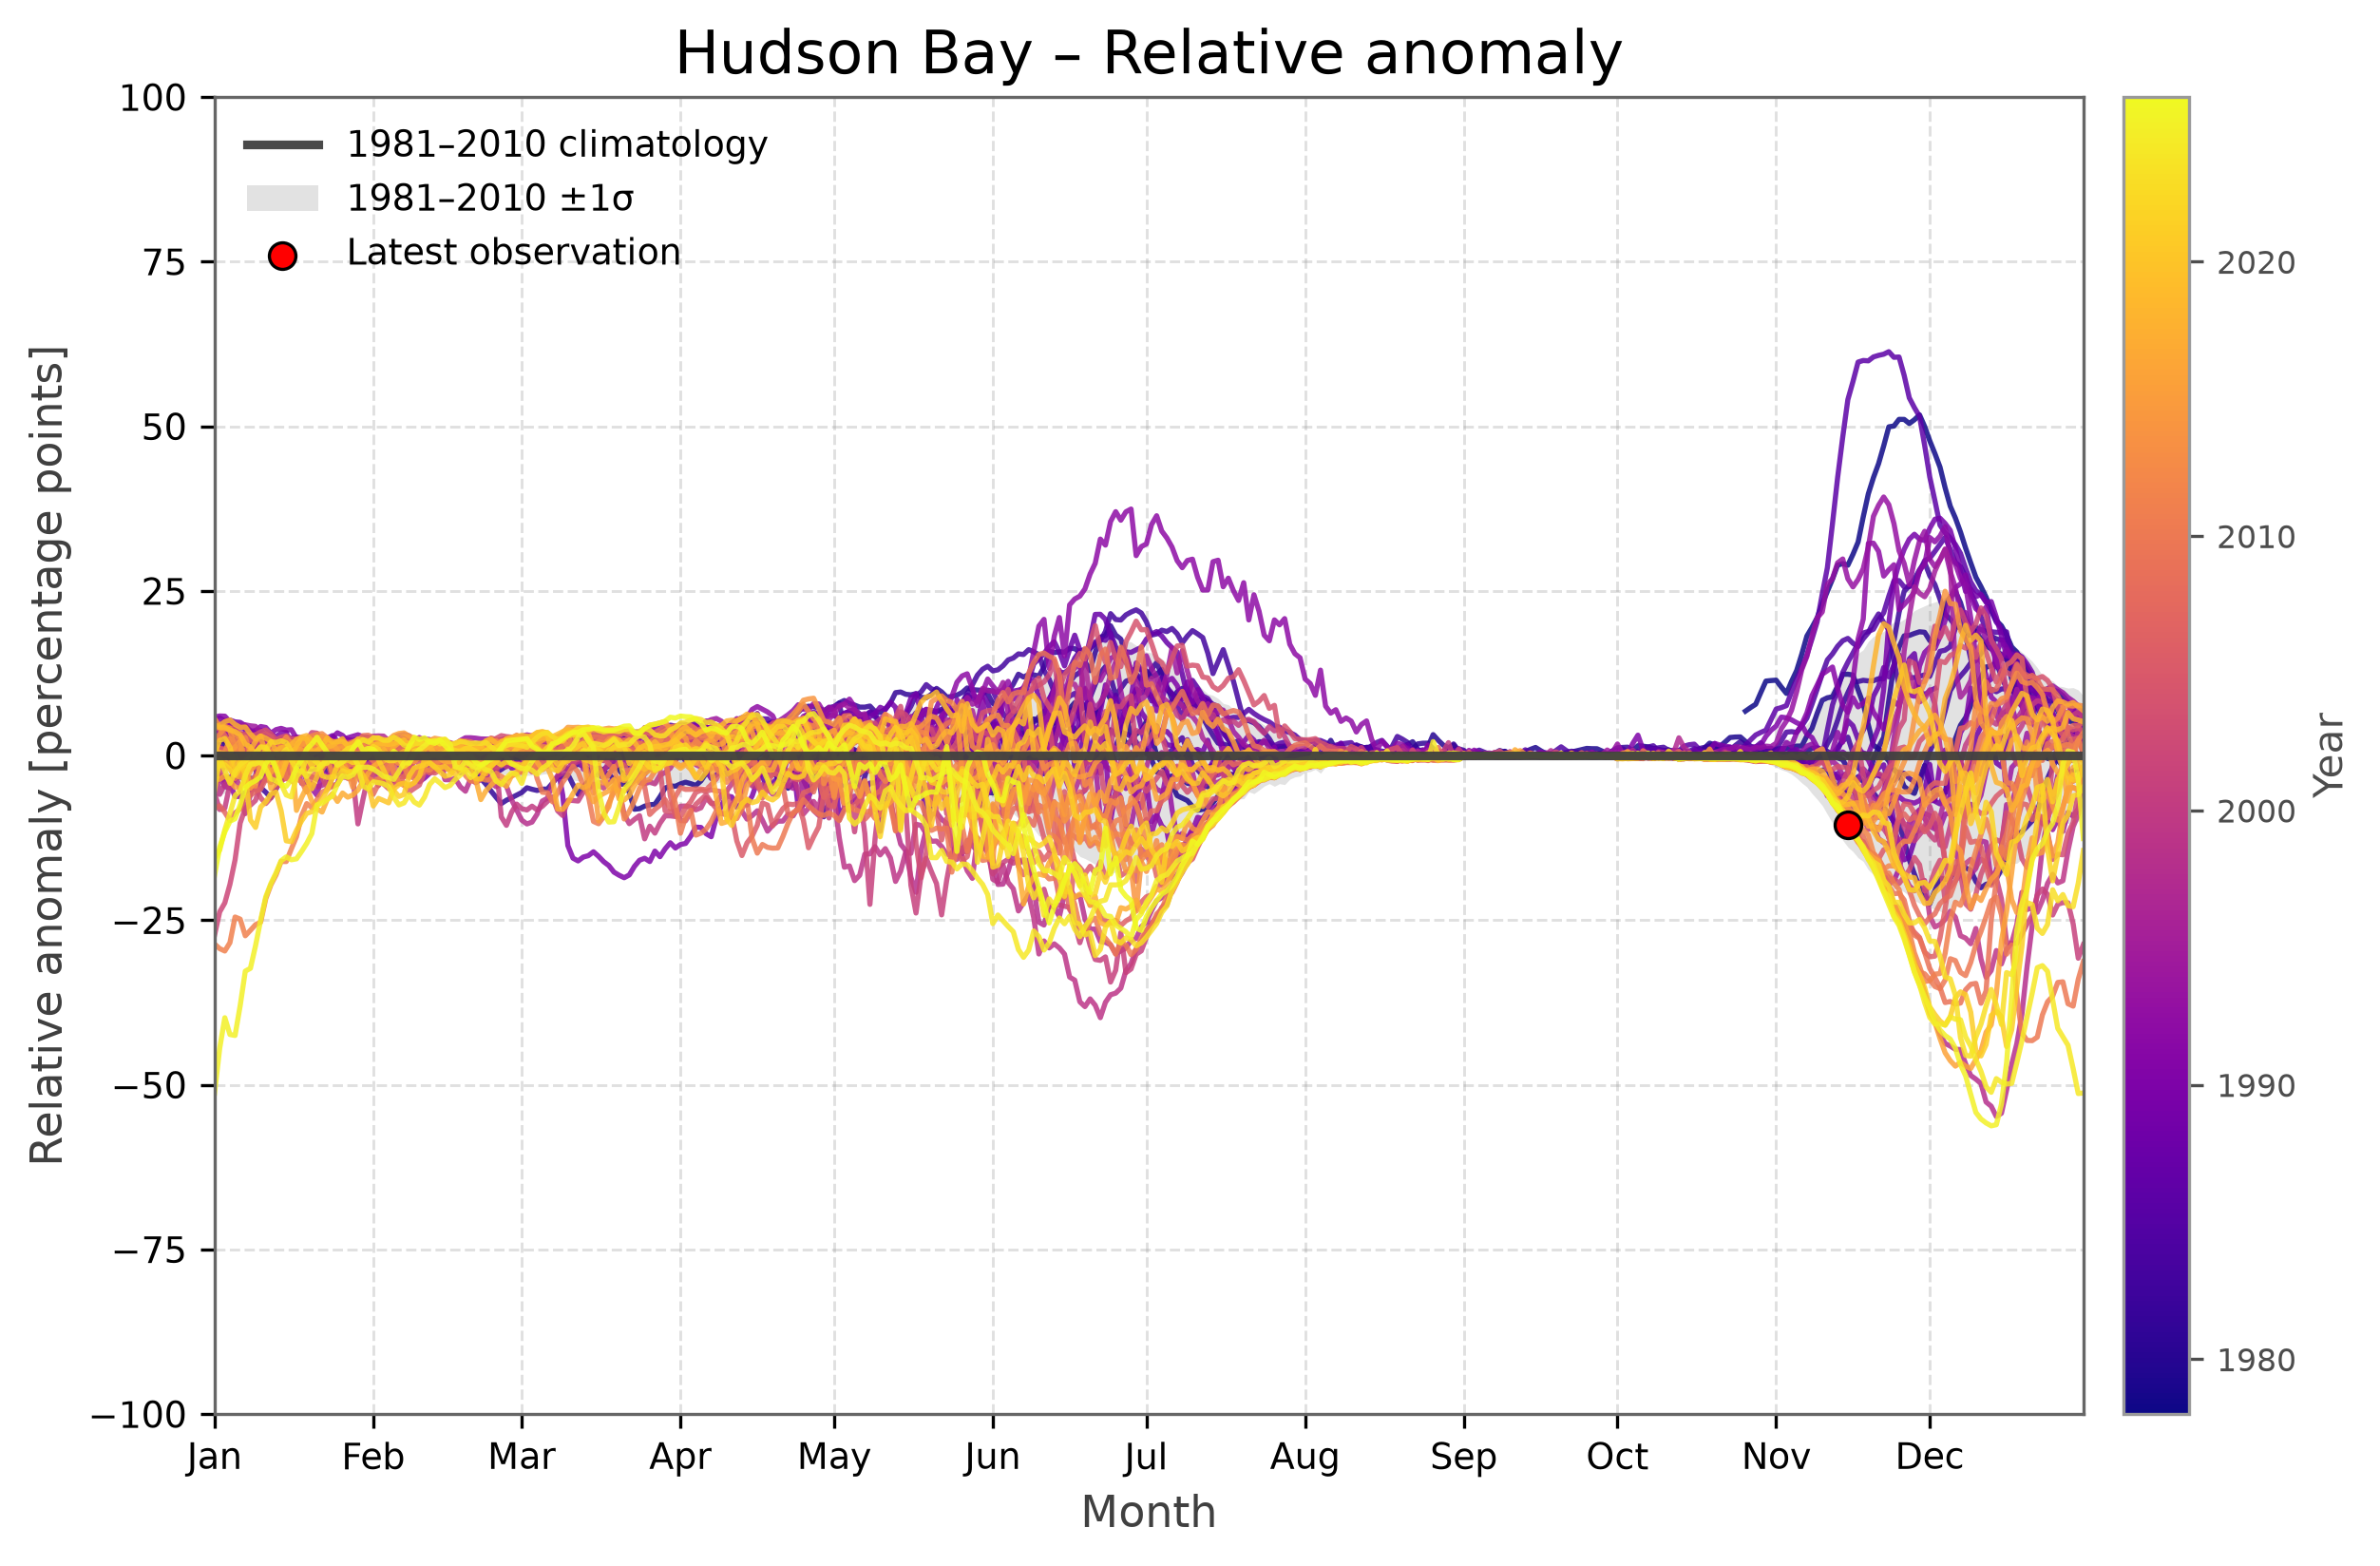 Hudson Bay – Relative anomaly
1981–2010 climatology
1981–2010 ±1σ
Latest observation
Relative anomaly [percentage points]
100
75
50
25
0
−25
−50
−75
−100
Jan Feb Mar Apr May Jun Jul Aug Sep Oct Nov Dec
Month
2020
2010
2000
1990
1980
Year